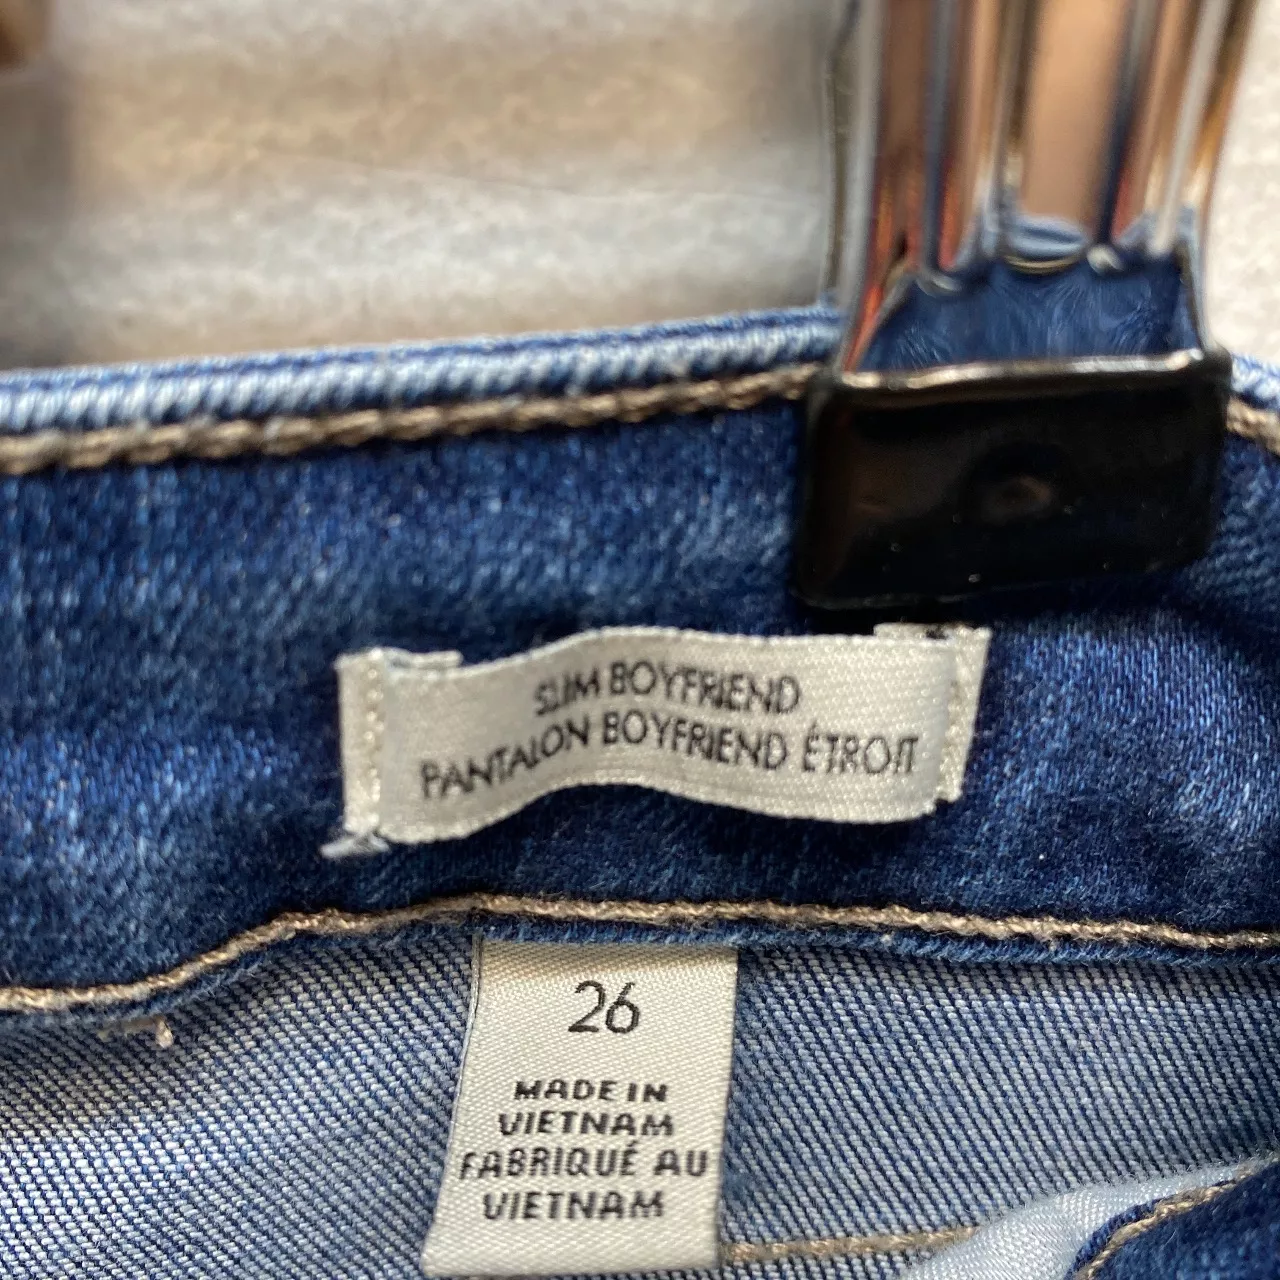 SLIM BOYFRIEND
PANTALON BOYFRIEND ÉTROIT
26
MADE IN
VIETNAM
FABRIQUÉ AU
VIETNAM